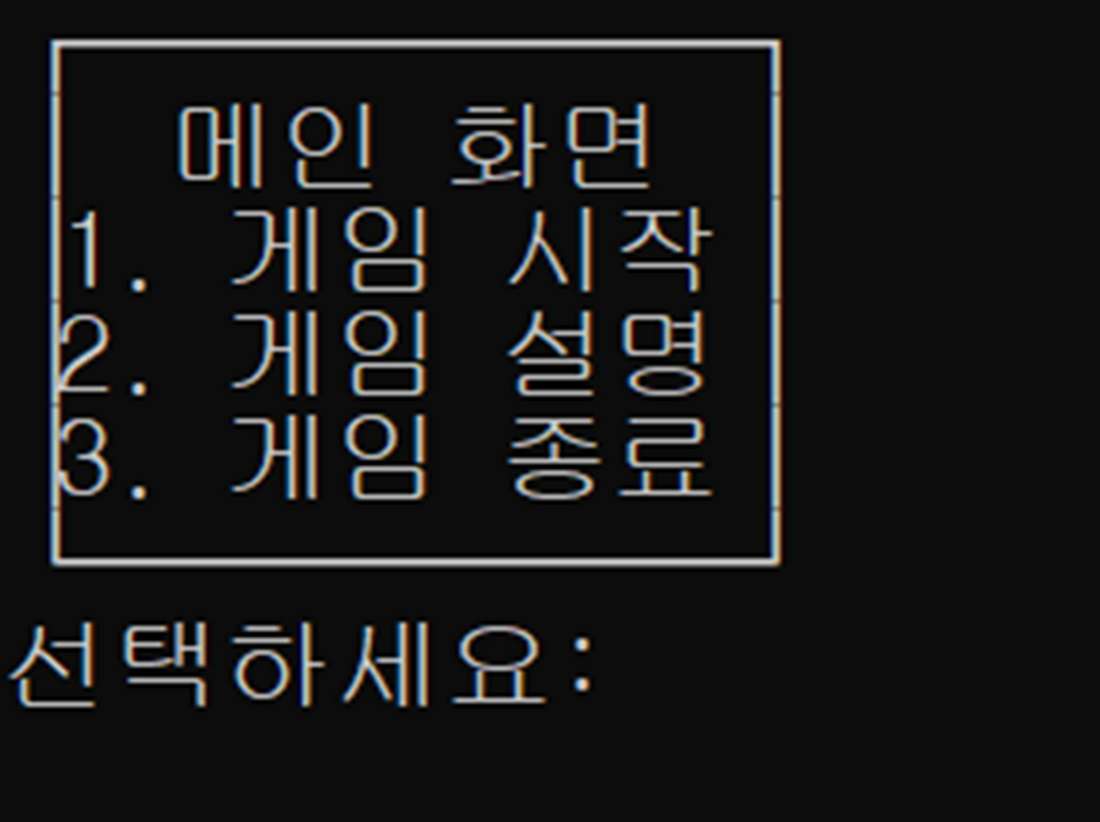 메인 화면
1. 게임 시작
2. 게임 설명
3. 게임 종료
선택하세요: